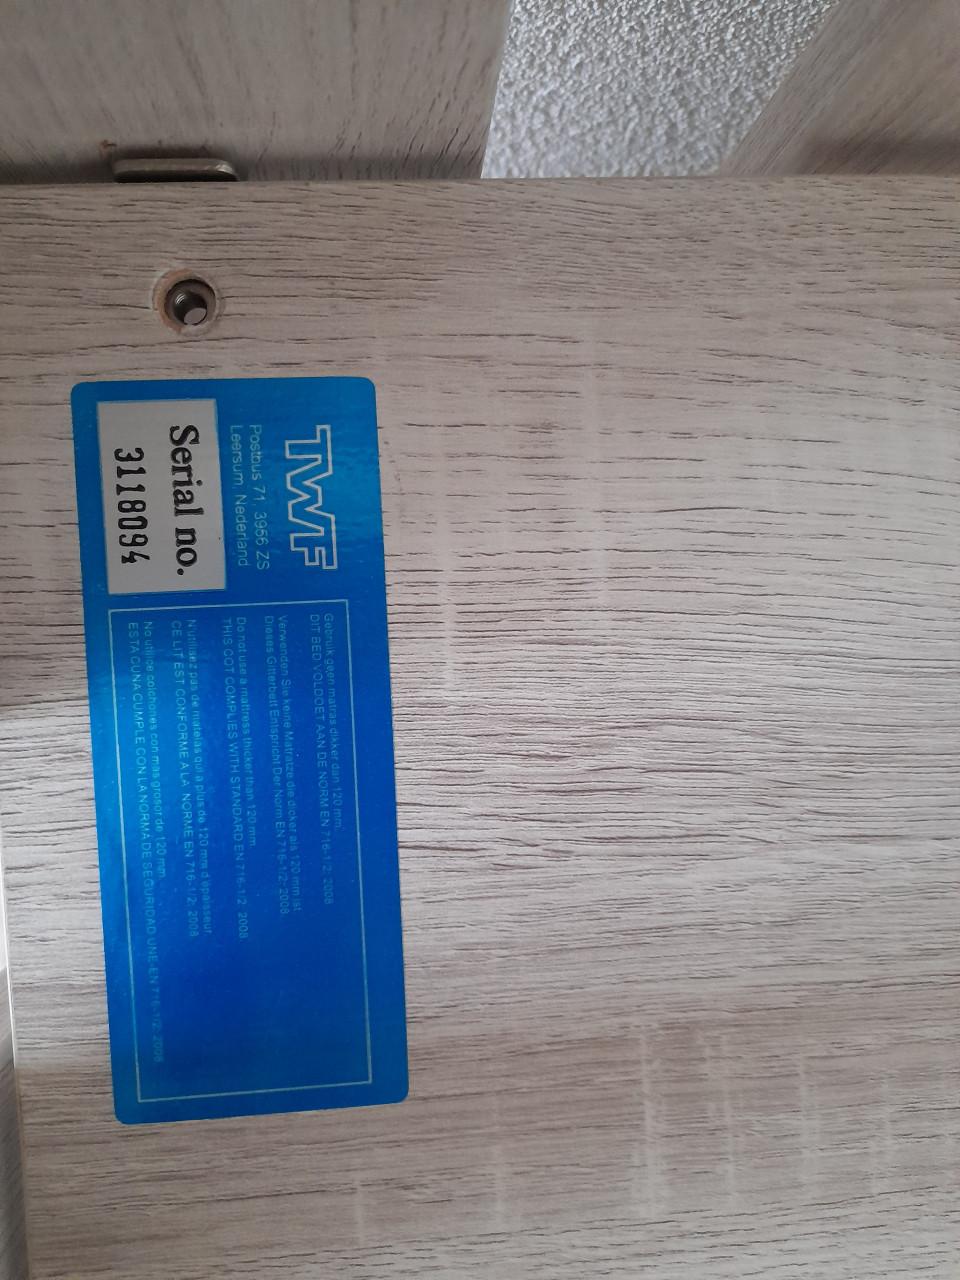 TWF
Postbus 71, 3956 ZS
Leersum, Nederland
Serial no.
3118094
Gebruik geen matras dikker dan 120 mm.
DIT BED VOLDOET AAN DE NORM EN 716-1/2: 2008
Verwenden Sie keine Matratze die dicker als 120 mm ist
Dieses Gitterbett Entspricht Der Norm EN 716-1/2: 2008
Do not use a mattress thicker than 120 mm.
THIS COT COMPLIES WITH STANDARD EN 716-1/2: 2008
N'utilisez pas de matelas qui a plus de 120 mm d'épaisseur.
CE LIT EST CONFORME A LA NORME EN 716-1/2: 2008
No utilice colchones con mas grosor de 120 mm.
ESTA CUNA CUMPLE CON LA NORMA DE SEGURIDAD UNE-EN 716-1/2: 2008